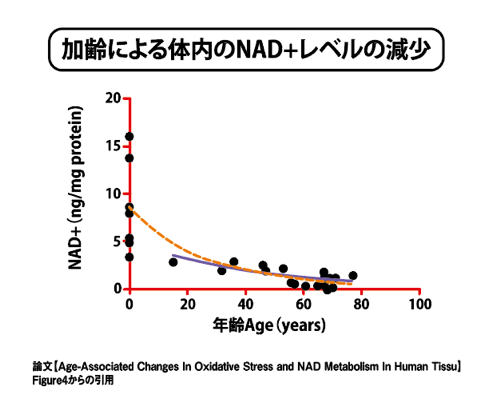 加齢による体内のNAD+レベルの減少
NAD+(ng/mg protein)
20
15
10
5
0
0 20 40 60 80 100
年齢Age(years)
論文【Age-Associated Changes In Oxidative Stress and NAD Metabolism In Human Tissu】
Figure4からの引用